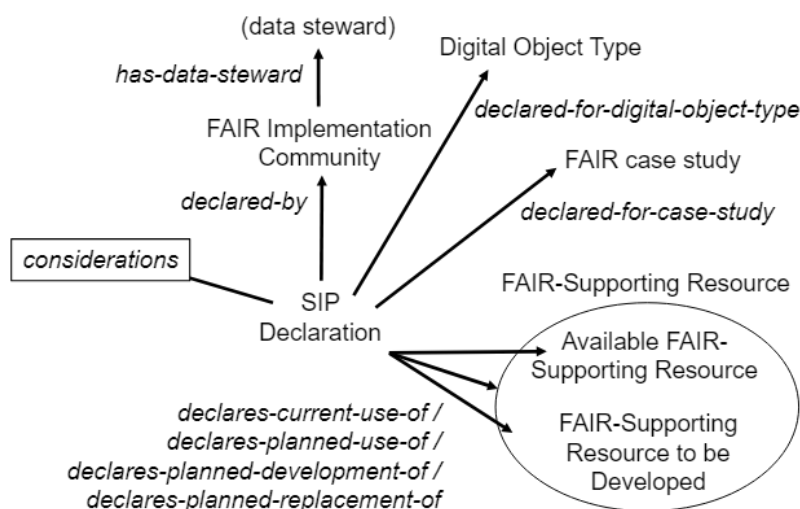 (data steward)
has-data-steward
Digital Object Type
declared-for-digital-object-type
FAIR Implementation
Community
FAIR case study
declared-by
declared-for-case-study
considerations
SIP
Declaration
FAIR-Supporting Resource
Available FAIR-
Supporting Resource
FAIR-Supporting
Resource to be
Developed
declares-current-use-of /
declares-planned-use-of /
declares-planned-development-of /
declares-planned-replacement-of